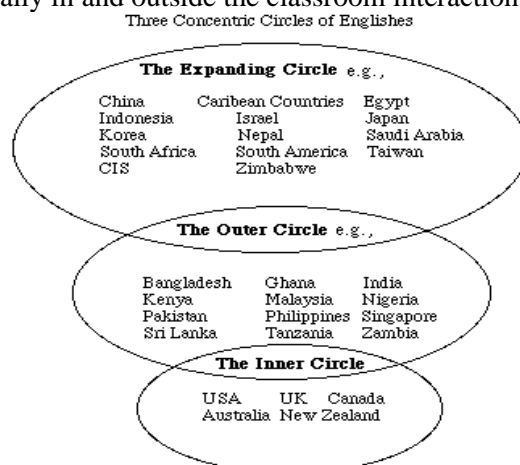 ally in and outside the classroom interaction
Three Concentric Circles of Englishes
The Expanding Circle e.g.,
China Caribean Countries Egypt
Indonesia Israel Japan
Korea Nepal Saudi Arabia
South Africa South America Taiwan
CIS Zimbabwe
The Outer Circle e.g.,
Bangladesh Ghana India
Kenya Malaysia Nigeria
Pakistan Philippines Singapore
Sri Lanka Tanzania Zambia
The Inner Circle
USA UK Canada
Australia New Zealand